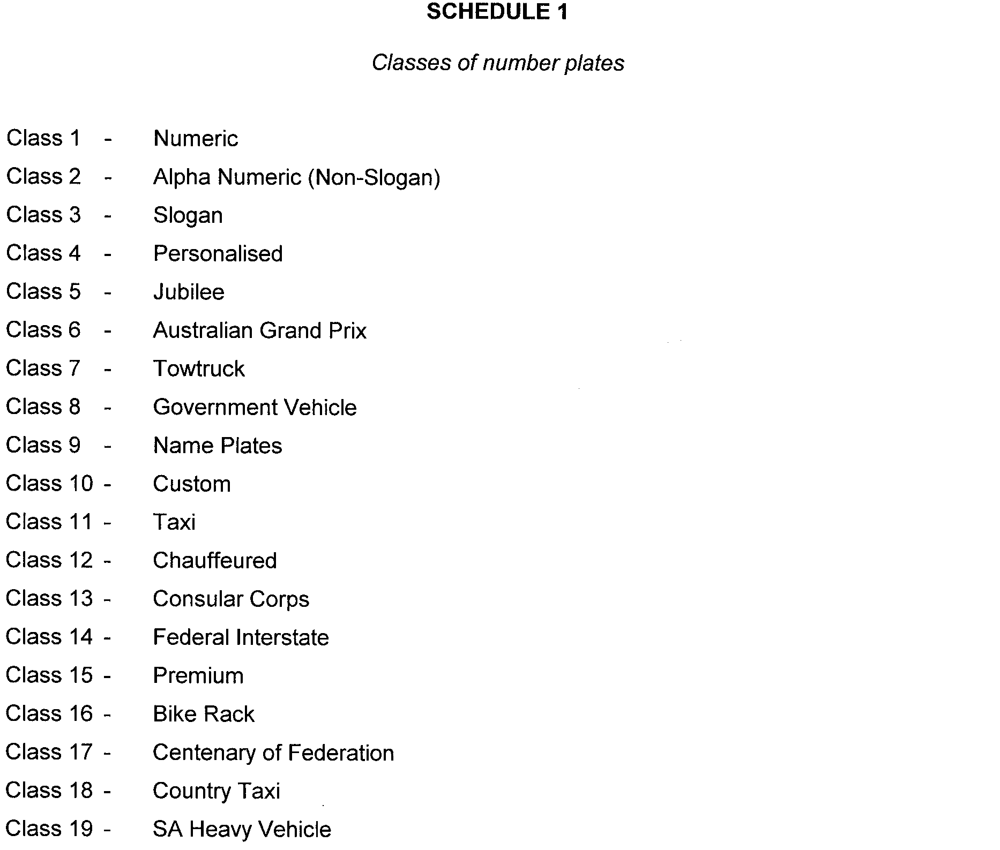 SCHEDULE 1
Classes of number plates
Class 1 - Numeric
Class 2 - Alpha Numeric (Non-Slogan)
Class 3 - Slogan
Class 4 - Personalised
Class 5 - Jubilee
Class 6 - Australian Grand Prix
Class 7 - Towtruck
Class 8 - Government Vehicle
Class 9 - Name Plates
Class 10 - Custom
Class 11 - Taxi
Class 12 - Chauffeured
Class 13 - Consular Corps
Class 14 - Federal Interstate
Class 15 - Premium
Class 16 - Bike Rack
Class 17 - Centenary of Federation
Class 18 - Country Taxi
Class 19 - SA Heavy Vehicle